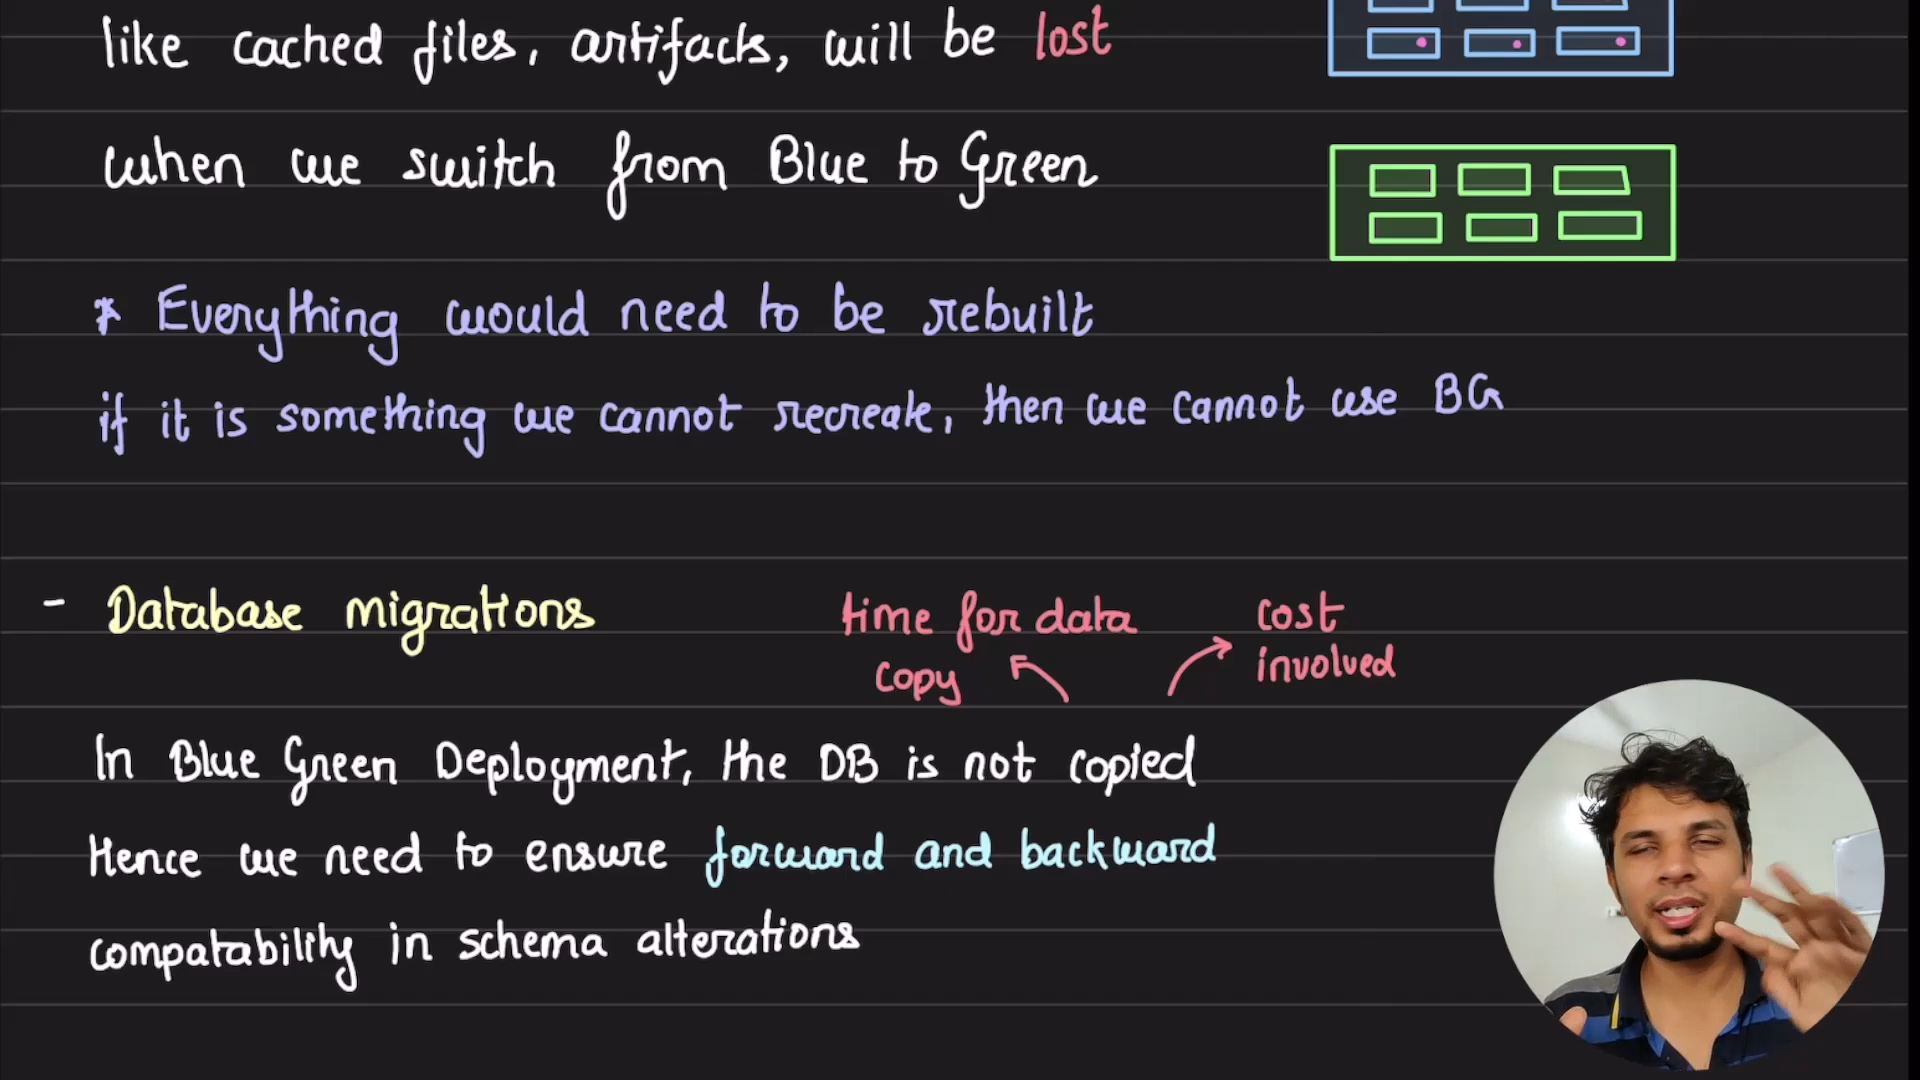 like cached files, artifacts, will be lost
when we switch from Blue to Green
* Everything would need to be rebuilt
if it is something we cannot recreate, then we cannot use BG
- Database migrations
time for data
copy
cost
involved
In Blue Green Deployment, the DB is not copied
Hence we need to ensure forward and backward
compatability in schema alterations